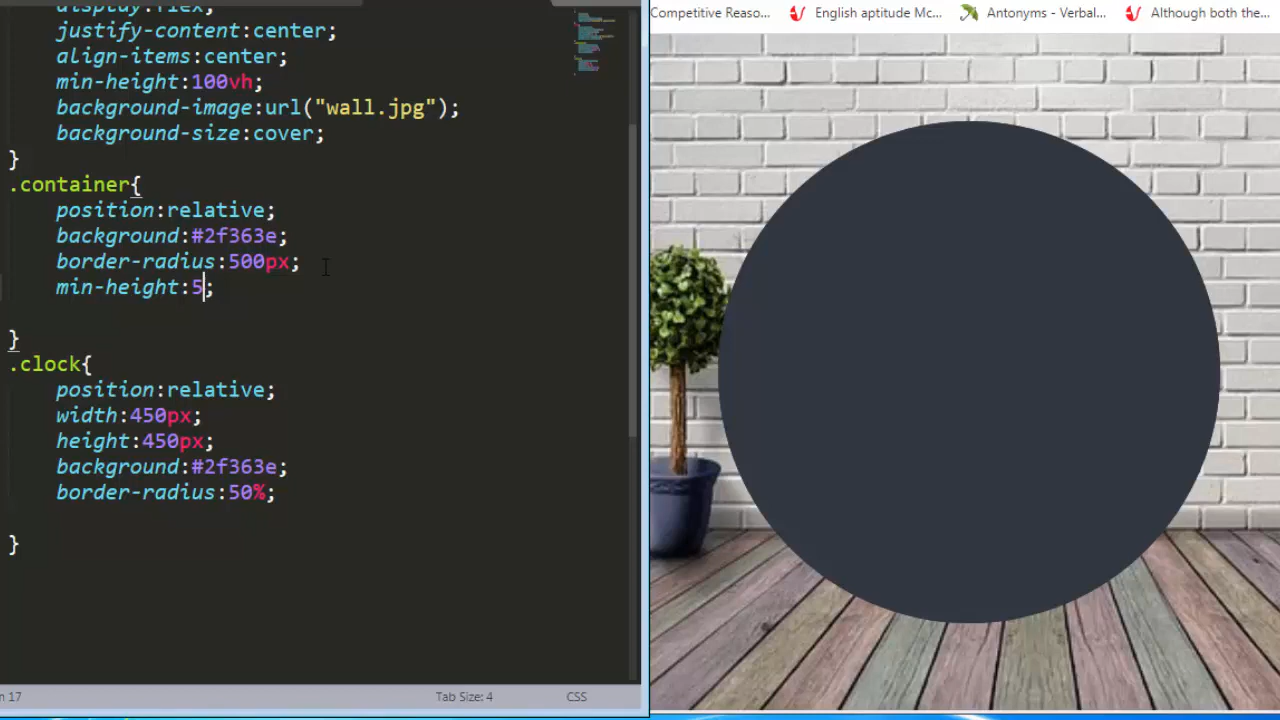 display:flex;
justify-content:center;
align-items:center;
min-height:100vh;
background-image:url("wall.jpg");
background-size:cover;
}
.container{
position:relative;
background:#2f363e;
border-radius:500px;
min-height:5;
}
.clock{
position:relative;
width:450px;
height:450px;
background:#2f363e;
border-radius:50%;
}
n 17
Tab Size: 4
CSS
Competitive Reaso...
English aptitude Mc...
Antonyms - Verbal...
Although both the...